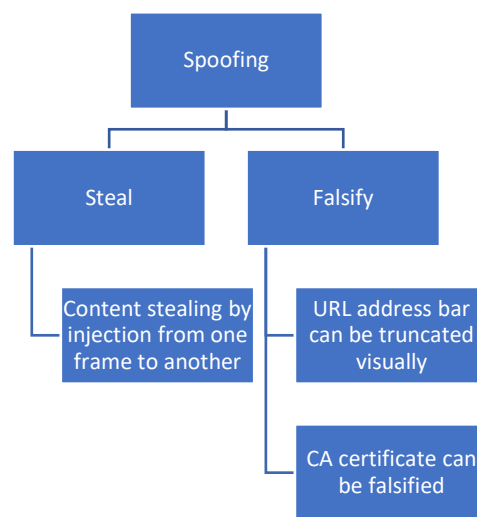 Spoofing
Steal
Falsify
Content stealing by
injection from one
frame to another
URL address bar
can be truncated
visually
CA certificate can
be falsified